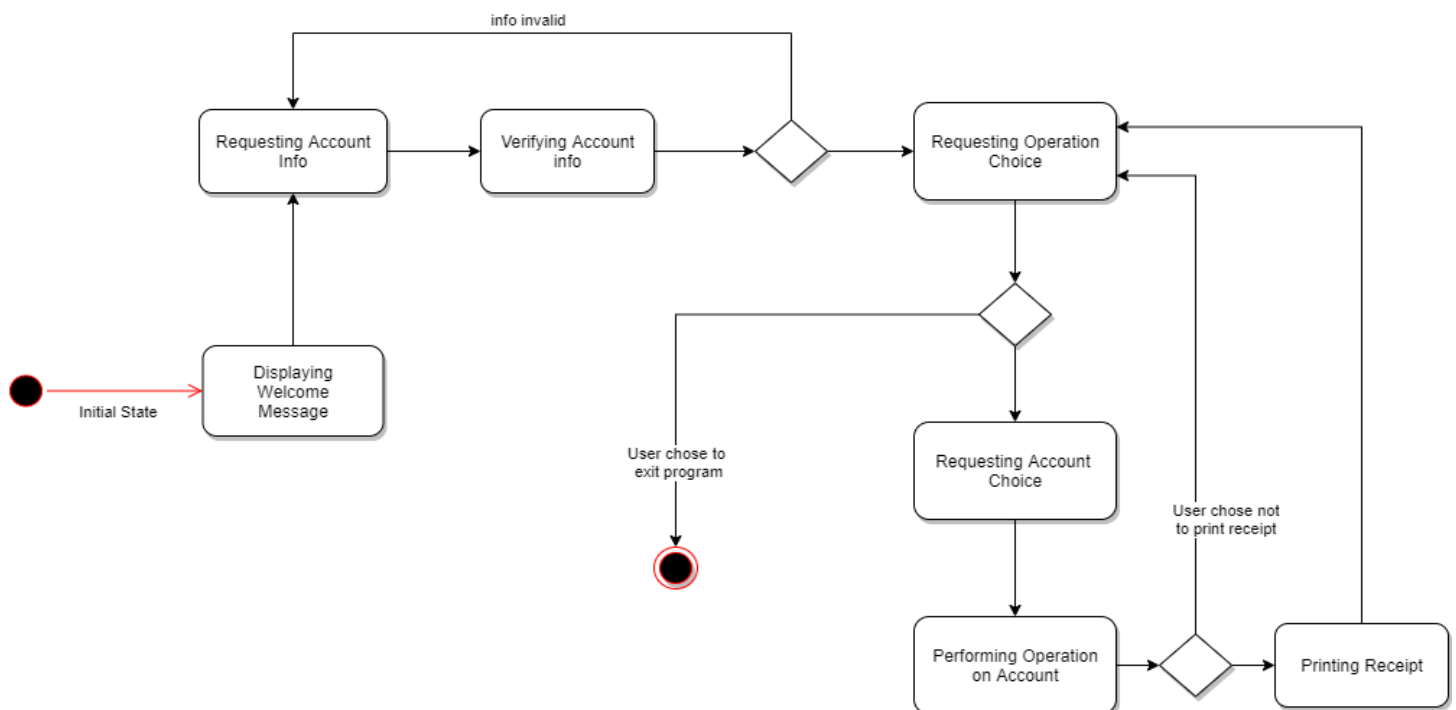 info invalid
Requesting Account
Info
Verifying Account
info
Requesting Operation
Choice
Displaying
Welcome
Message
Initial State
User chose to
exit program
Requesting Account
Choice
User chose not
to print receipt
Performing Operation
on Account
Printing Receipt